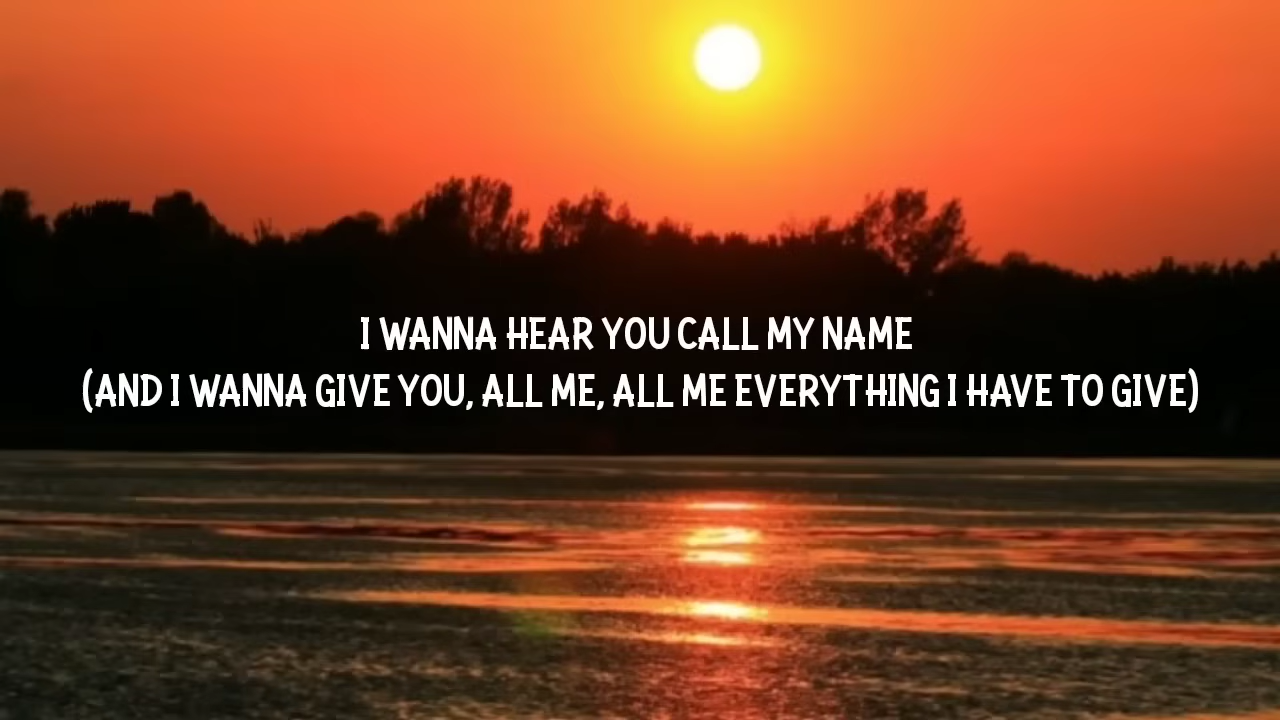 I WANNA HEAR YOU CALL MY NAME
(AND I WANNA GIVE YOU, ALL ME, ALL ME EVERYTHING I HAVE TO GIVE)